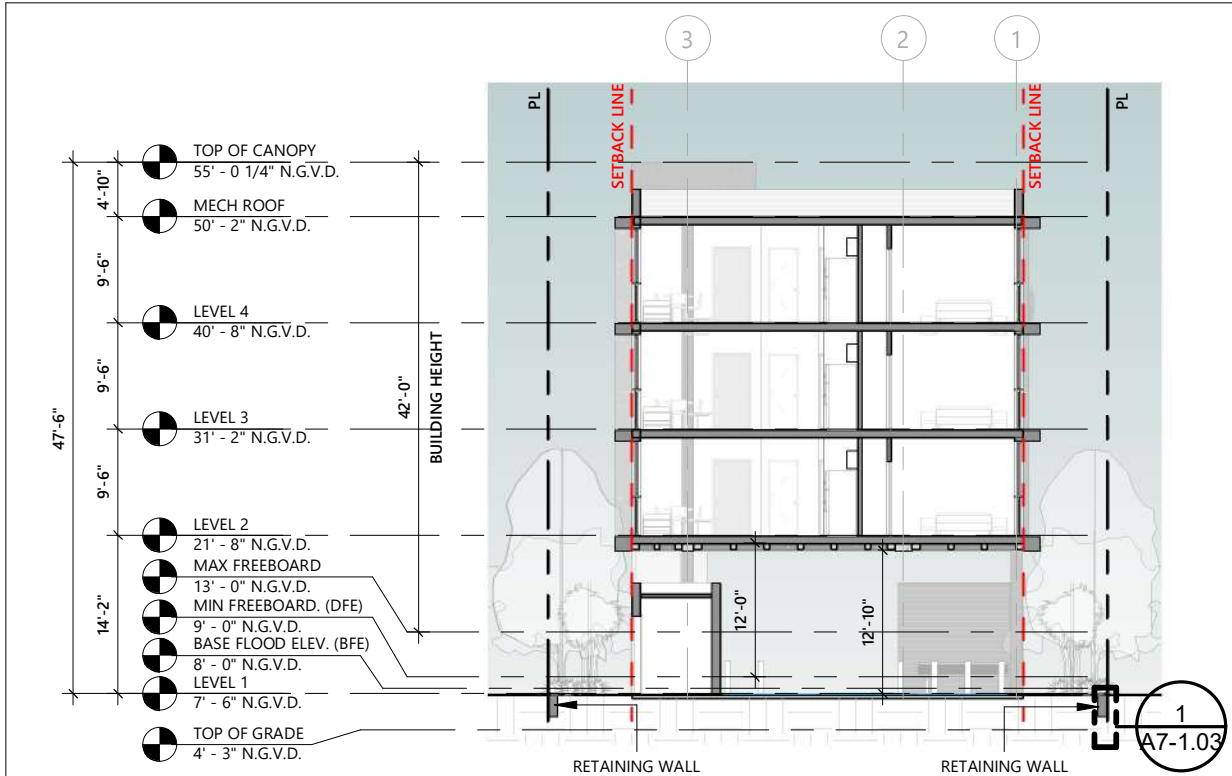 3
2
1
PL
SETBACK LINE
SETBACK LINE
PL
TOP OF CANOPY
55' - 0 1/4" N.G.V.D.
4'-10"
MECH ROOF
50' - 2" N.G.V.D.
9'-6"
LEVEL 4
40' - 8" N.G.V.D.
9'-6"
47'-6"
42'-0"
BUILDING HEIGHT
LEVEL 3
31' - 2" N.G.V.D.
9'-6"
LEVEL 2
21' - 8" N.G.V.D.
MAX FREEBOARD
13' - 0" N.G.V.D.
14'-2"
MIN FREEBOARD. (DFE)
9' - 0" N.G.V.D.
12'-0"
12'-10"
BASE FLOOD ELEV. (BFE)
8' - 0" N.G.V.D.
LEVEL 1
7' - 6" N.G.V.D.
TOP OF GRADE
4' - 3" N.G.V.D.
RETAINING WALL
RETAINING WALL
1
A7-1.03